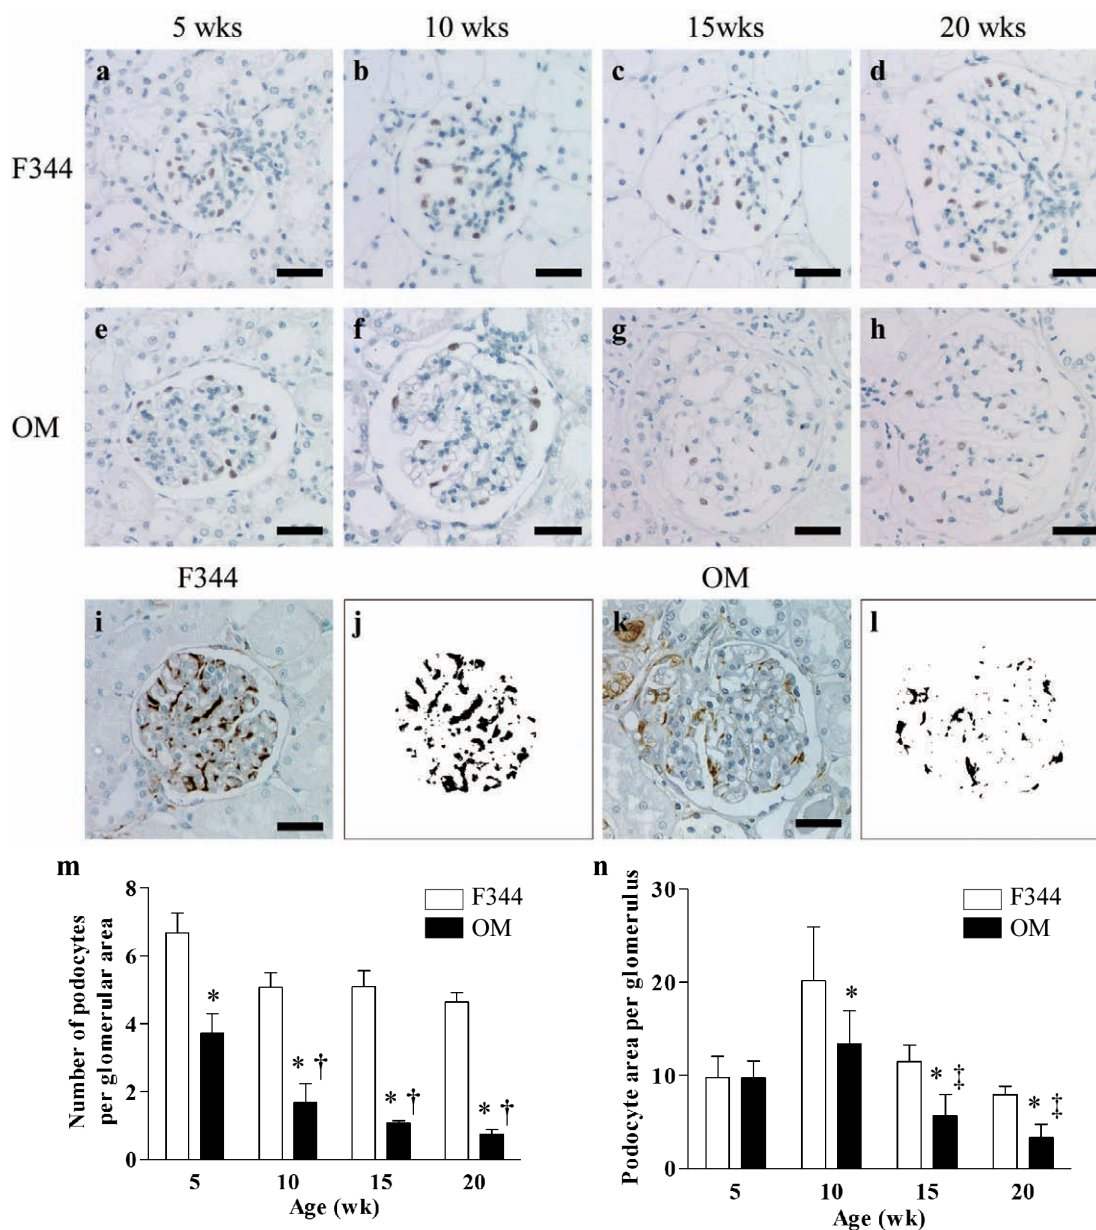 5 wks 10 wks 15wks 20 wks
a b c d
F344
e f g h
OM
F344 OM
i j k l
m
8
6
4
2
0
Number of podocytes
per glomerular area
F344
OM
*
* †
* †
* †
5 10 15 20
Age (wk)
n
30
20
10
0
Podocyte area per glomerulus
F344
OM
*
* ‡
* ‡
5 10 15 20
Age (wk)